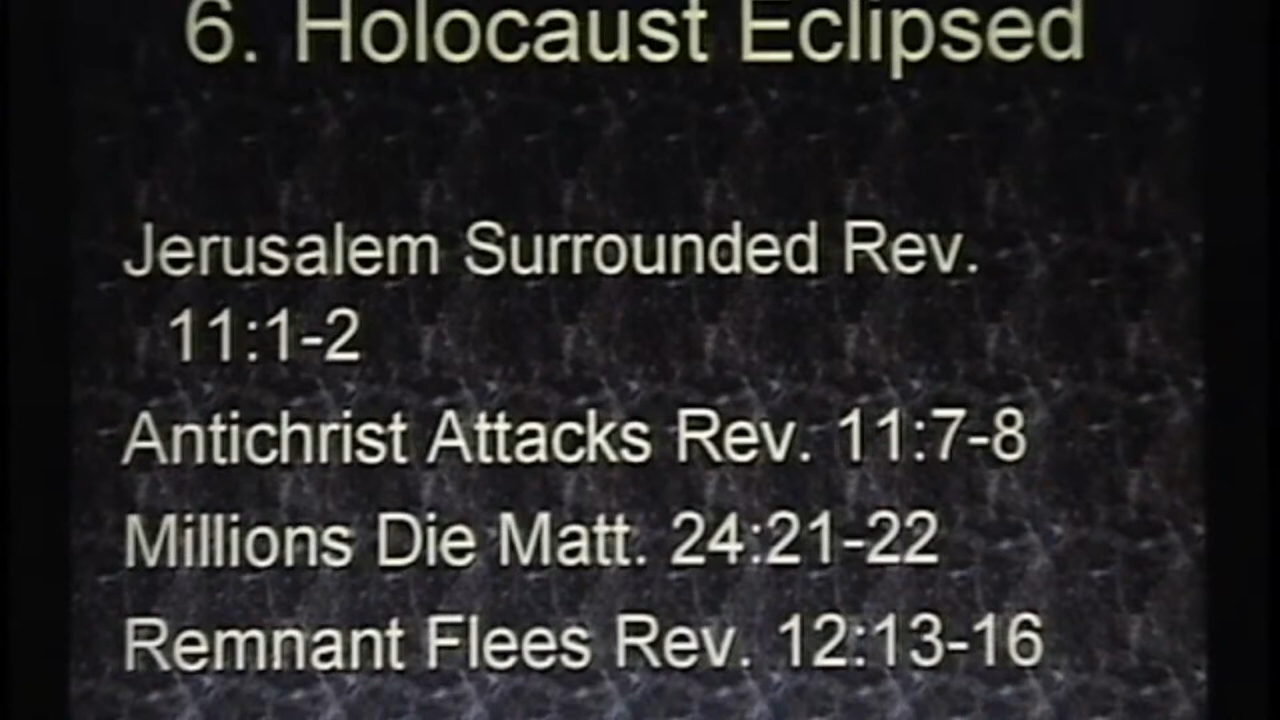 6. Holocaust Eclipsed
Jerusalem Surrounded Rev.
11:1-2
Antichrist Attacks Rev. 11:7-8
Millions Die Matt. 24:21-22
Remnant Flees Rev. 12:13-16